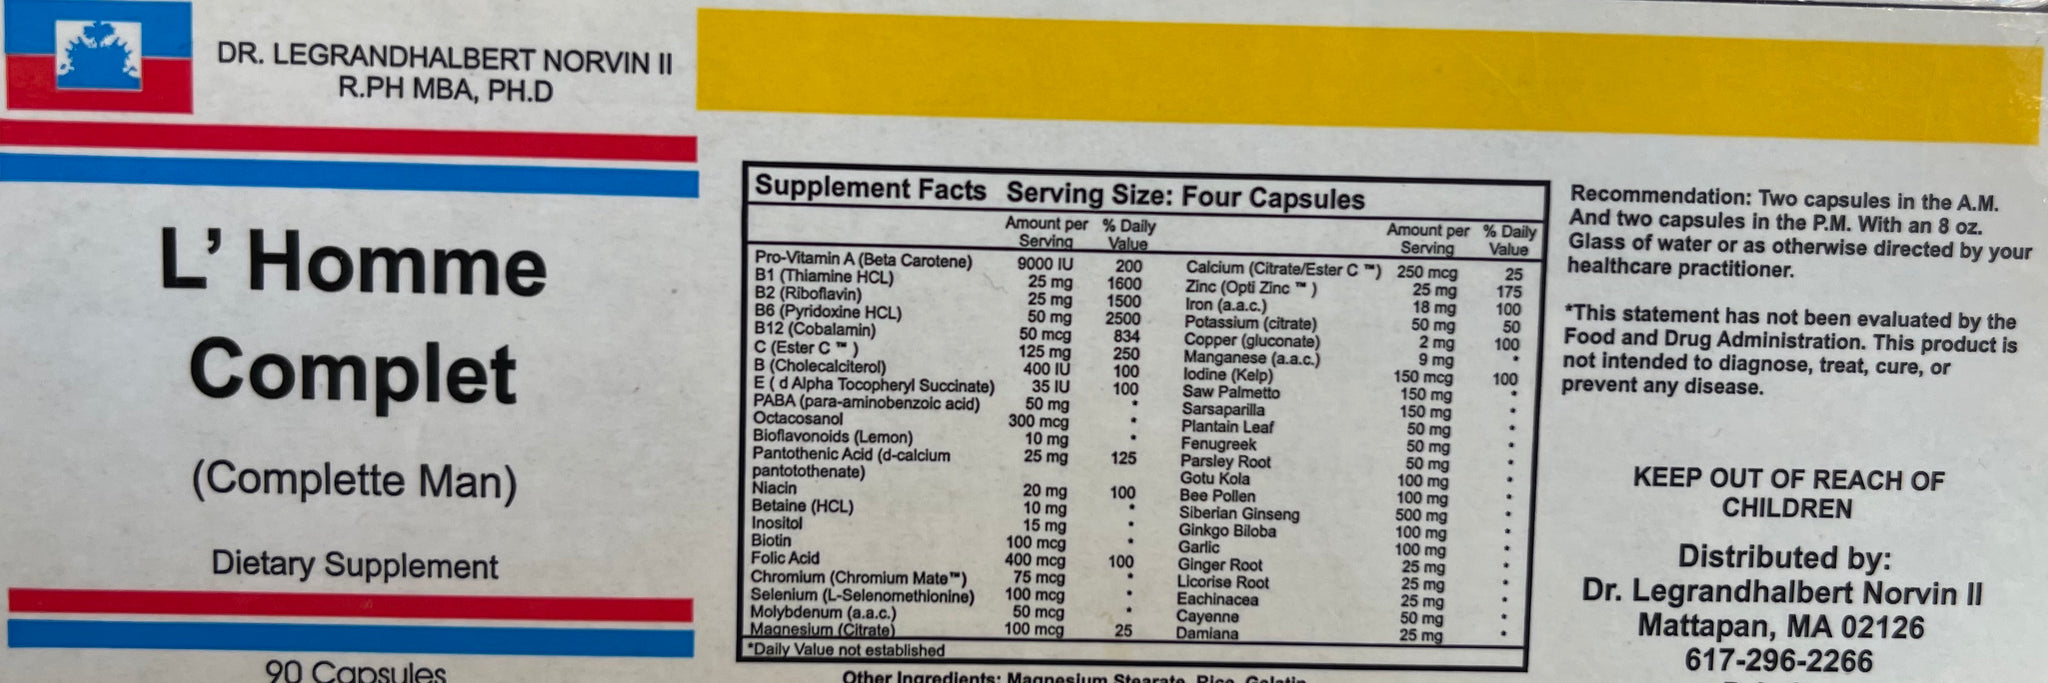 DR. LEGRANDHALBERT NORVIN II
R.PH MBA, PH.D
L' Homme
Complet
(Complette Man)
Dietary Supplement
90 Capsules
Supplement Facts Serving Size: Four Capsules
Amount per Serving % Daily Value
Pro-Vitamin A (Beta Carotene) 9000 IU 200
B1 (Thiamine HCL) 25 mg 1600
B2 (Riboflavin) 25 mg 1500
B6 (Pyridoxine HCL) 50 mg 2500
B12 (Cobalamin) 50 mcg 834
C (Ester C ™ ) 125 mg 250
B (Cholecalciterol) 400 IU 100
E ( d Alpha Tocopheryl Succinate) 35 IU 100
PABA (para-aminobenzoic acid) 50 mg *
Octacosanol 300 mcg *
Bioflavonoids (Lemon) 10 mg *
Pantothenic Acid (d-calcium 25 mg 125
pantotothenate)
Niacin 20 mg 100
Betaine (HCL) 10 mg *
Inositol 15 mg *
Biotin 100 mcg *
Folic Acid 400 mcg 100
Chromium (Chromium Mate™) 75 mcg *
Selenium (L-Selenomethionine) 100 mcg *
Molybdenum (a.a.c.) 50 mcg *
Magnesium (Citrate) 100 mcg 25
Amount per Serving % Daily Value
Calcium (Citrate/Ester C ™) 250 mcg 25
Zinc (Opti Zinc ™ ) 25 mg 175
Iron (a.a.c.) 18 mg 100
Potassium (citrate) 50 mg 50
Copper (gluconate) 2 mg 100
Manganese (a.a.c.) 9 mg *
Iodine (Kelp) 150 mcg 100
Saw Palmetto 150 mg *
Sarsaparilla 150 mg *
Plantain Leaf 50 mg *
Fenugreek 50 mg *
Parsley Root 50 mg *
Gotu Kola 100 mg *
Bee Pollen 100 mg *
Siberian Ginseng 500 mg *
Ginkgo Biloba 100 mg *
Garlic 100 mg *
Ginger Root 25 mg *
Licorise Root 25 mg *
Eachinacea 25 mg *
Cayenne 50 mg *
Damiana 25 mg *
*Daily Value not established
Other Ingredients: Magnesium Stearate, Rice, Gelatin
Recommendation: Two capsules in the A.M.
And two capsules in the P.M. With an 8 oz.
Glass of water or as otherwise directed by your
healthcare practitioner.
*This statement has not been evaluated by the
Food and Drug Administration. This product is
not intended to diagnose, treat, cure, or
prevent any disease.
KEEP OUT OF REACH OF
CHILDREN
Distributed by:
Dr. Legrandhalbert Norvin II
Mattapan, MA 02126
617-296-2266